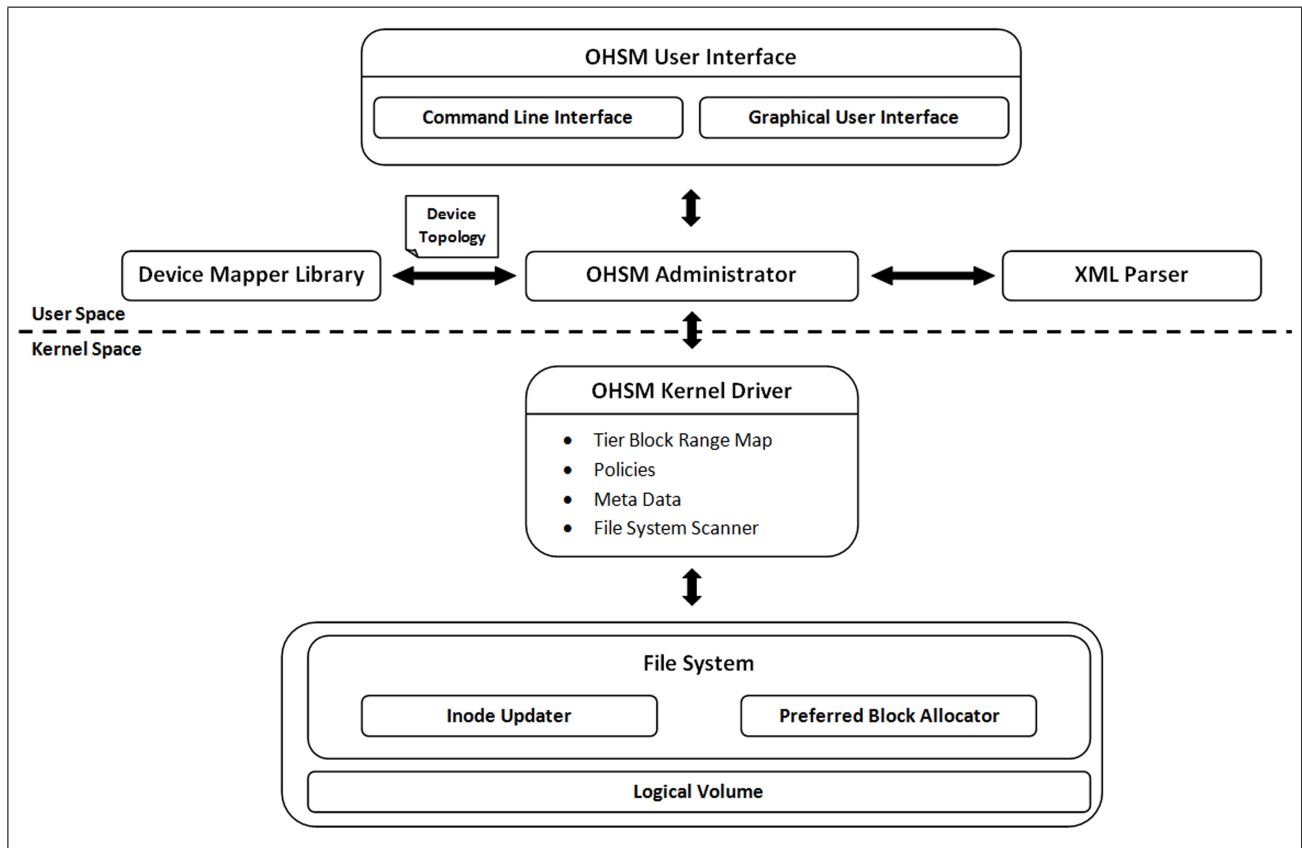 OHSM User Interface
Command Line Interface
Graphical User Interface
Device
Topology
Device Mapper Library
OHSM Administrator
XML Parser
User Space
Kernel Space
OHSM Kernel Driver
• Tier Block Range Map
• Policies
• Meta Data
• File System Scanner
File System
Inode Updater
Preferred Block Allocator
Logical Volume